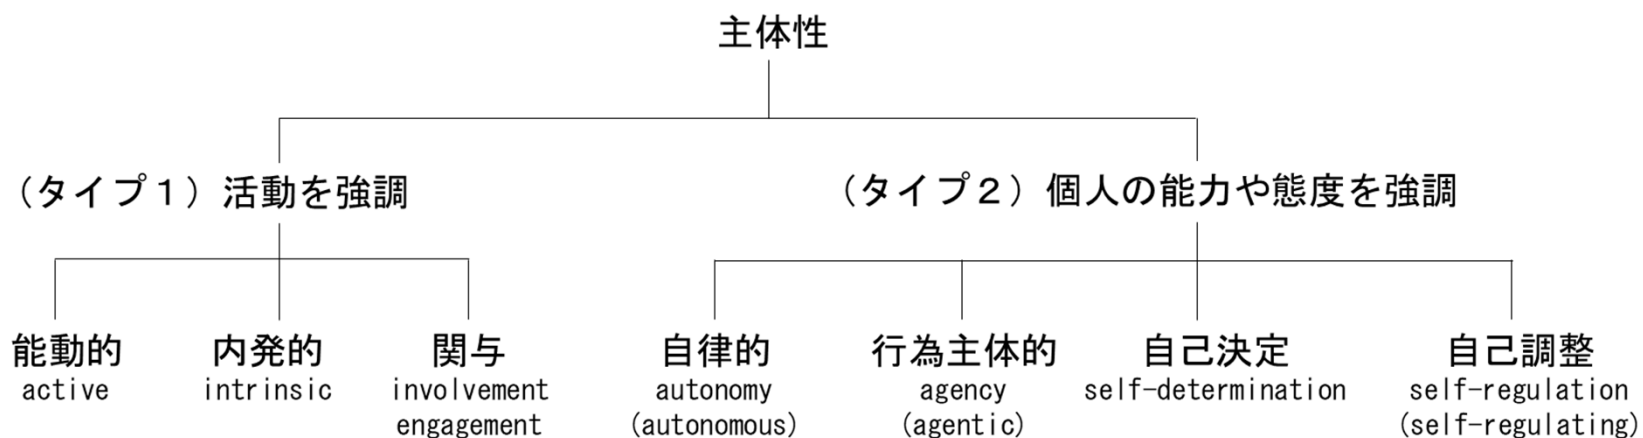 主体性
（タイプ１）活動を強調
（タイプ２）個人の能力や態度を強調
能動的
active
内発的
intrinsic
関与
involvement
engagement
自律的
autonomy
(autonomous)
行為主体的
agency
(agentic)
自己決定
self-determination
自己調整
self-regulation
(self-regulating)